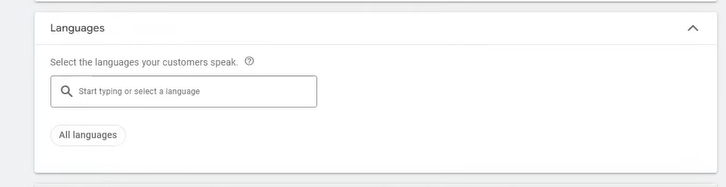 Languages
Select the languages your customers speak.
Start typing or select a language
All languages